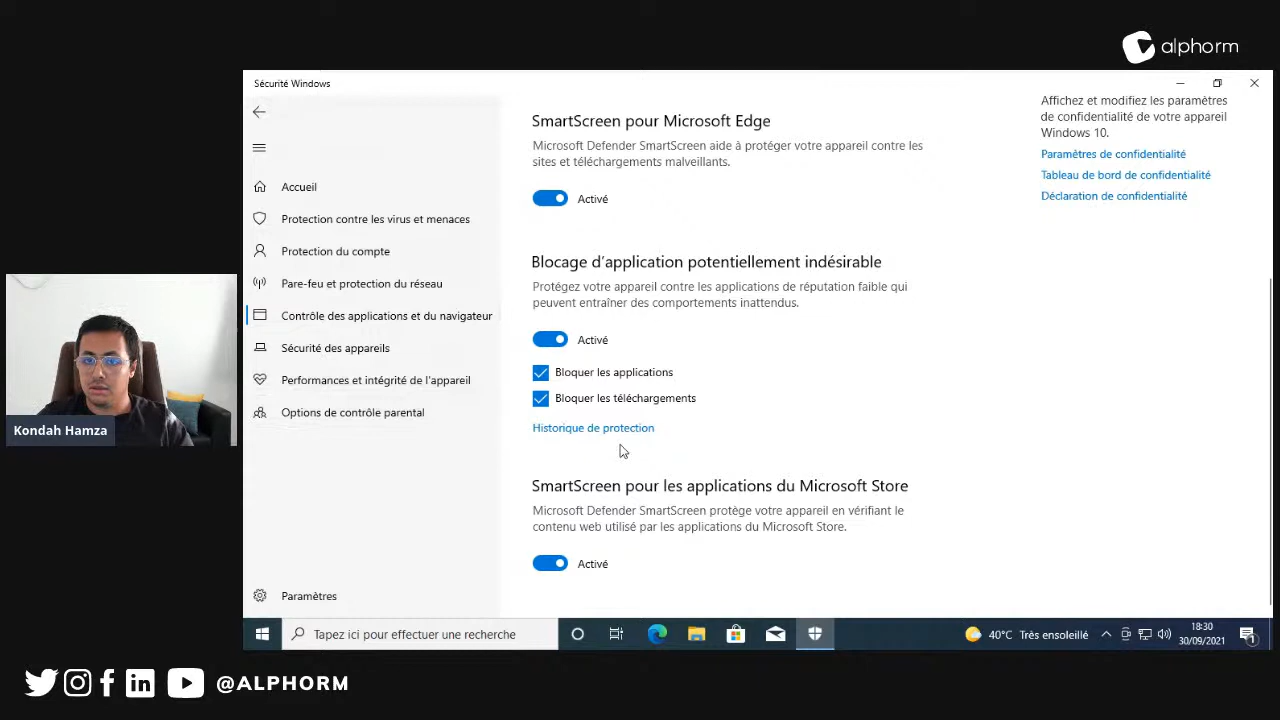 alphorm
Sécurité Windows
Accueil
Protection contre les virus et menaces
Protection du compte
Pare-feu et protection du réseau
Contrôle des applications et du navigateur
Sécurité des appareils
Performances et intégrité de l'appareil
Options de contrôle parental
Paramètres
SmartScreen pour Microsoft Edge
Microsoft Defender SmartScreen aide à protéger votre appareil contre les
sites et téléchargements malveillants.
Activé
Blocage d'application potentiellement indésirable
Protégez votre appareil contre les applications de réputation faible qui
peuvent entraîner des comportements inattendus.
Activé
Bloquer les applications
Bloquer les téléchargements
Historique de protection
SmartScreen pour les applications du Microsoft Store
Microsoft Defender SmartScreen protège votre appareil en vérifiant le
contenu web utilisé par les applications du Microsoft Store.
Activé
Affichez et modifiez les paramètres
de confidentialité de votre appareil
Windows 10.
Paramètres de confidentialité
Tableau de bord de confidentialité
Déclaration de confidentialité
Kondah Hamza
Tapez ici pour effectuer une recherche
40°C Très ensoleillé
18:30
30/09/2021
1
@ALPHORM